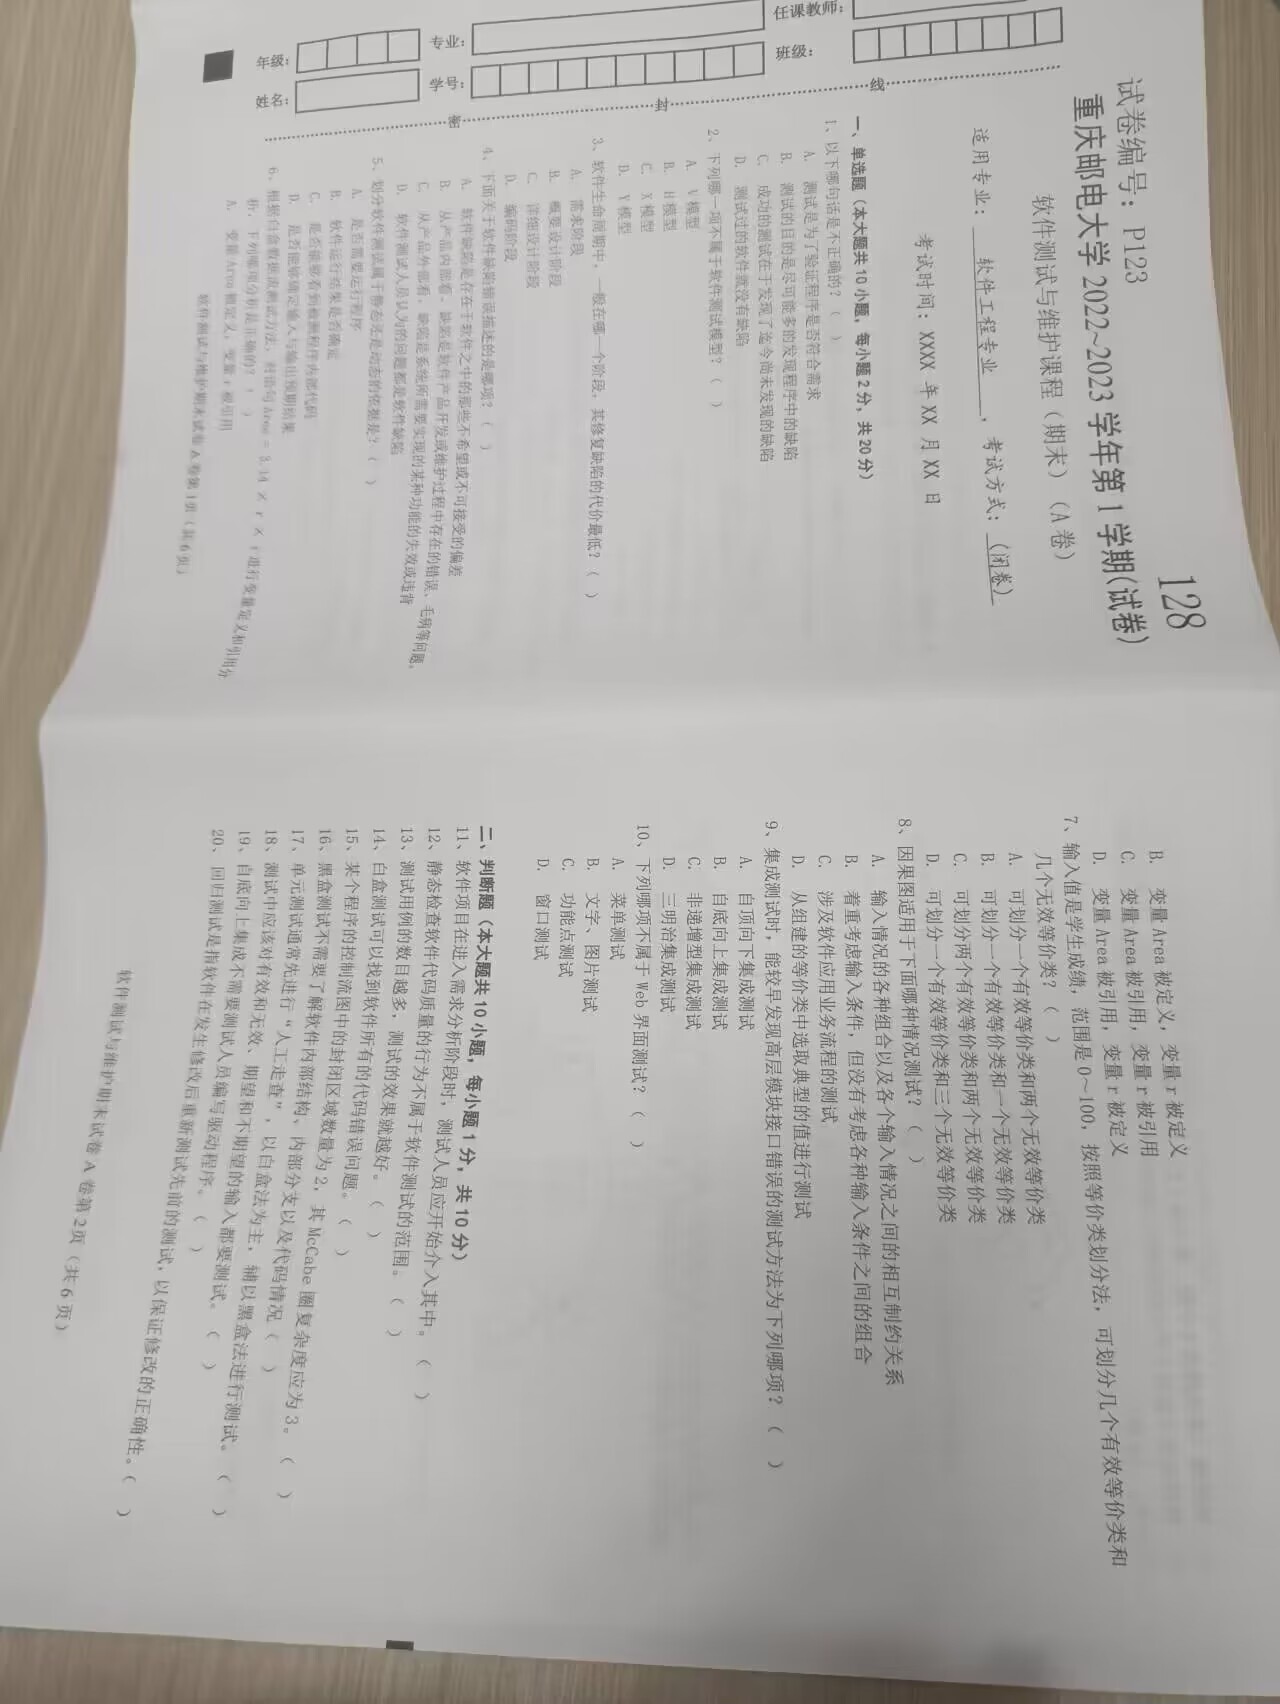 128
试卷编号：P123
重庆邮电大学 2022~2023 学年第 1 学期(试卷)
软件测试与维护课程（期末）（A 卷）
适用专业： 软件工程专业 ，考试方式：（闭卷）
考试时间：XXXX 年 XX 月 XX 日
一、单选题（本大题共 10 小题，每小题 2 分，共 20 分）
1、以下哪句话是不正确的？（ ）
A. 测试是为了验证程序是否符合需求
B. 测试的目的是尽可能多的发现程序中的缺陷
C. 成功的测试在于发现了迄今尚未发现的缺陷
D. 测试过的软件就没有缺陷
2、下列哪一项不属于软件测试模型？（ ）
A. V 模型
B. H 模型
C. X 模型
D. Y 模型
3、软件生命周期中，一般在哪一个阶段，其修复缺陷的代价最低？（ ）
A. 需求阶段
B. 概要设计阶段
C. 详细设计阶段
D. 编码阶段
4、下面关于软件缺陷错误描述的是哪项？（ ）
A. 软件缺陷是存在于软件之中的那些不希望或不可接受的偏差
B. 从产品内部看，缺陷是软件产品开发或维护过程中存在的错误、毛病等问题。
C. 从产品外部看，缺陷是系统所需要实现的某种功能的失效或违背
D. 软件测试人员认为的问题都是软件缺陷
5、划分软件测试属于静态还是动态的依据是？（ ）
A. 是否需要运行程序
B. 软件运行结果是否确定
C. 是否能够看到被测程序内部代码
D. 是否能够确定输入与输出预期结果
6、根据白盒数据流测试方法，对语句 Area = 3.14 × r × r 进行变量定义和引用分
析，下列哪项分析是正确的？（ ）
A. 变量 Area 被定义，变量 r 被引用
软件测试与维护期末试卷 A 卷第 1页（共 6 页）
B. 变量 Area 被定义，变量 r 被定义
C. 变量 Area 被引用，变量 r 被引用
D. 变量 Area 被引用，变量 r 被定义
7、输入值是学生成绩，范围是 0～100，按照等价类划分法，可划分几个有效等价类和
几个无效等价类？（ ）
A. 可划分一个有效等价类和两个无效等价类
B. 可划分一个有效等价类和一个无效等价类
C. 可划分两个有效等价类和两个无效等价类
D. 可划分一个有效等价类和三个无效等价类
8、因果图适用于下面哪种情况测试？（ ）
A. 输入情况的各种组合以及各个输入情况之间的相互制约关系
B. 着重考虑输入条件，但没有考虑各种输入条件之间的组合
C. 涉及软件应用业务流程的测试
D. 从组建的等价类中选取典型的值进行测试
9、集成测试时，能较早发现高层模块接口错误的测试方法为下列哪项？（ ）
A. 自顶向下集成测试
B. 自底向上集成测试
C. 非递增型集成测试
D. 三明治集成测试
10、下列哪项不属于 Web 界面测试？（ ）
A. 菜单测试
B. 文字、图片测试
C. 功能点测试
D. 窗口测试
二、判断题（本大题共 10 小题，每小题 1 分，共 10 分）
11、软件项目在进入需求分析阶段时，测试人员应开始介入其中。（ ）
12、静态检查软件代码质量的行为不属于软件测试的范围。（ ）
13、测试用例的数目越多，测试的效果就越好。（ ）
14、白盒测试可以找到软件所有的代码错误问题。（ ）
15、某个程序的控制流图中的封闭区域数量为 2，其 McCabe 圈复杂度应为 3。（ ）
16、黑盒测试不需要了解软件内部结构、内部分支以及代码情况（ ）
17、单元测试通常先进行“人工走查”，以白盒法为主，辅以黑盒法进行测试。（ ）
18、测试中应该对有效和无效、期望和不期望的输入都要测试。（ ）
19、自底向上集成不需要测试人员编写驱动程序。（ ）
20、回归测试是指软件在发生修改后重新测试先前的测试，以保证修改的正确性。（ ）
软件测试与维护期末试卷 A 卷第 2页（共 6 页）
任课教师：
班级：
专业：
学号：
年级：
姓名：
线
封
密